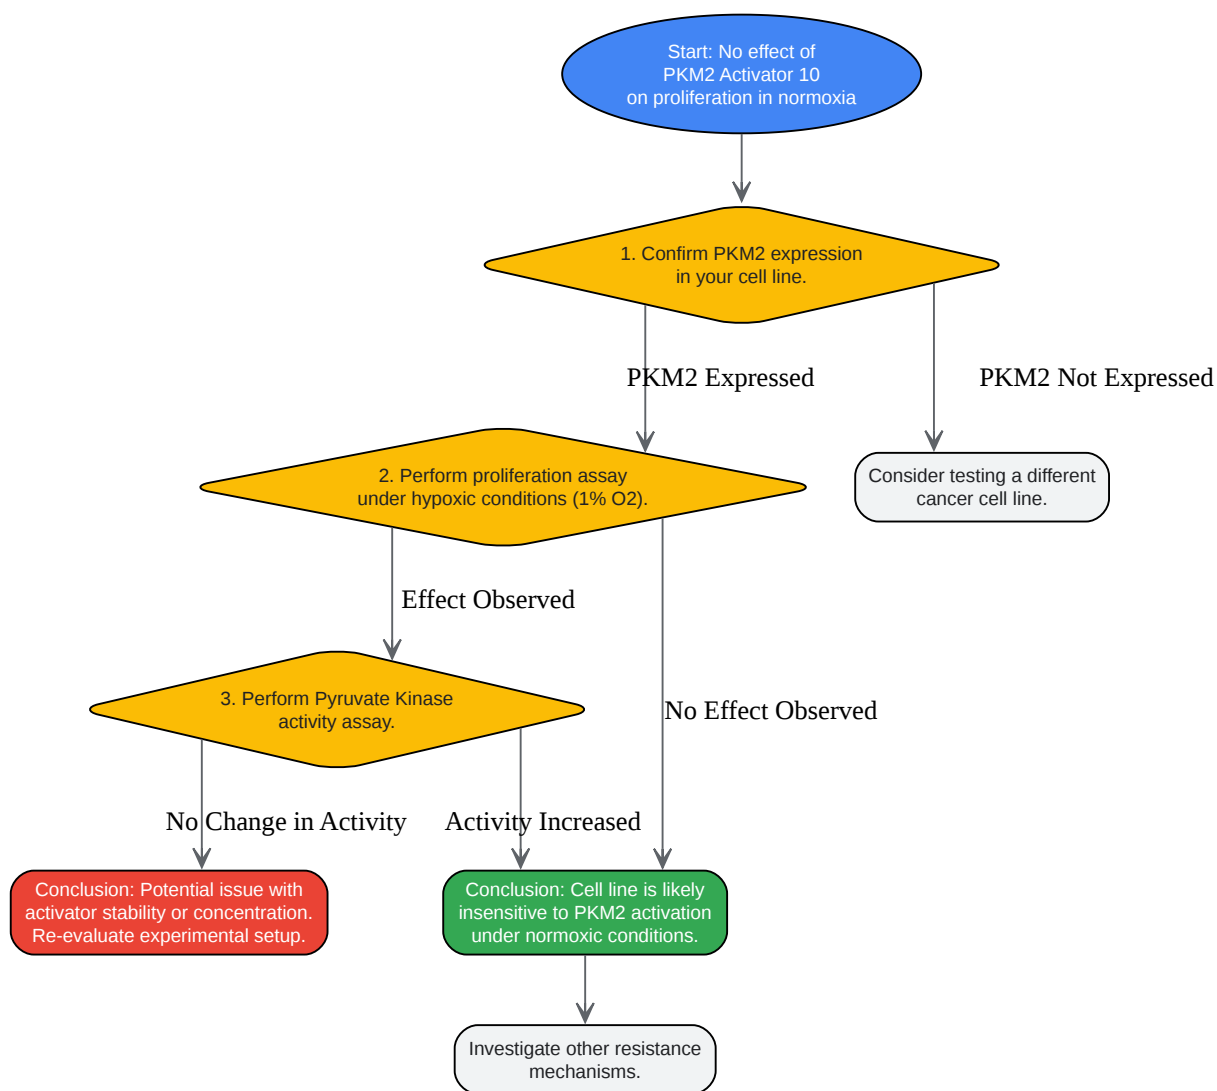 Start: No effect of
PKM2 Activator 10
on proliferation in normoxia
1. Confirm PKM2 expression
in your cell line.
PKM2 Expressed
PKM2 Not Expressed
2. Perform proliferation assay
under hypoxic conditions (1% O2).
Consider testing a different
cancer cell line.
Effect Observed
3. Perform Pyruvate Kinase
activity assay.
No Effect Observed
No Change in Activity
Activity Increased
Conclusion: Potential issue with
activator stability or concentration.
Re-evaluate experimental setup.
Conclusion: Cell line is likely
insensitive to PKM2 activation
under normoxic conditions.
Investigate other resistance
mechanisms.